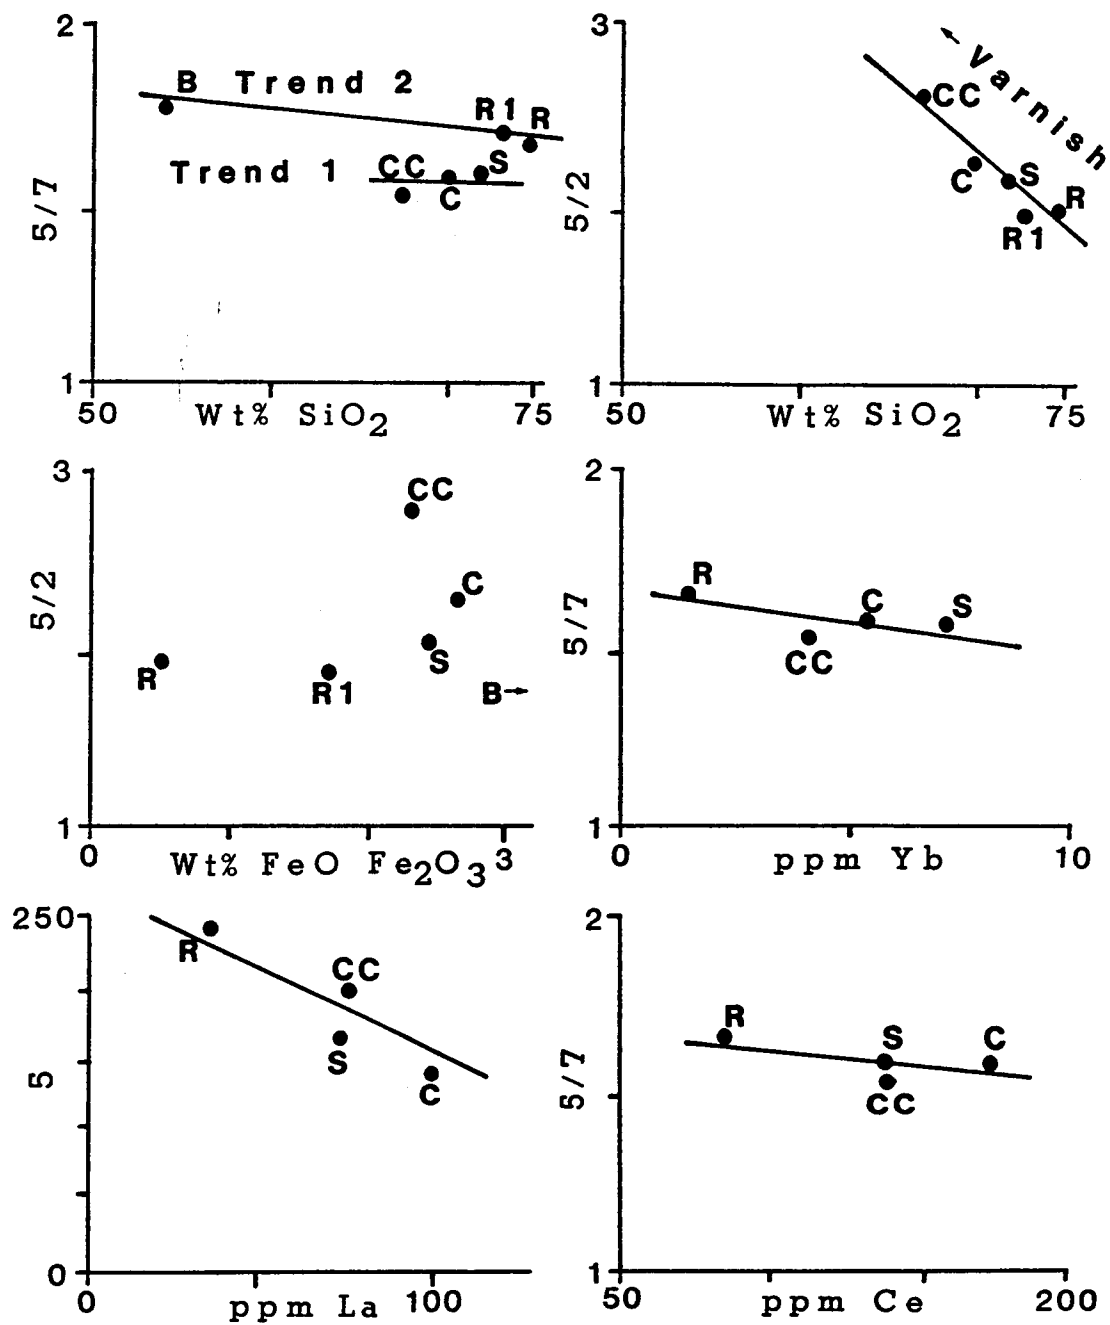 2
B Trend 2
R1 R
Trend 1
CC
S
C
5/7
1
50 Wt% SiO2 75
3
Varnish
CC
C
S
R
R1
5/2
1
50 Wt% SiO2 75
3
CC
C
S
R
R1
B→
5/2
1
0 Wt% FeO Fe2O3 3
2
R
C
S
CC
5/7
1
0 ppm Yb 10
250
R
CC
S
C
5
0
0 ppm La 100
2
R
S
C
CC
5/7
1
50 ppm Ce 200